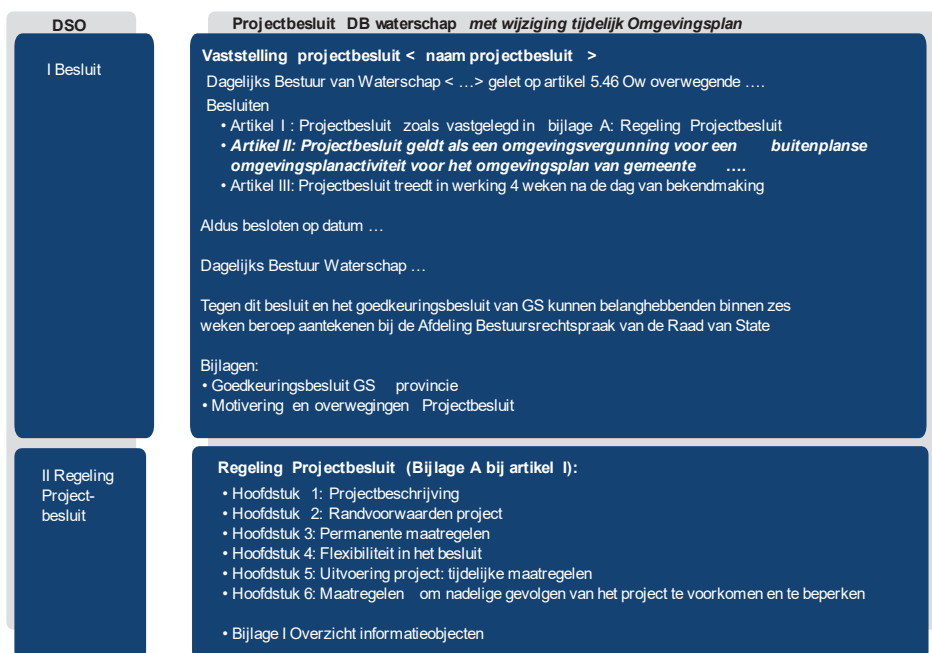 DSO
Projectbesluit DB waterschap met wijziging tijdelijk Omgevingsplan
I Besluit
Vaststelling projectbesluit < naam projectbesluit >
Dagelijks Bestuur van Waterschap < …> gelet op artikel 5.46 Ow overwegende ….
Besluiten
• Artikel I : Projectbesluit zoals vastgelegd in bijlage A: Regeling Projectbesluit
• Artikel II: Projectbesluit geldt als een omgevingsvergunning voor een buitenplanse
omgevingsplanactiviteit voor het omgevingsplan van gemeente ….
• Artikel III: Projectbesluit treedt in werking 4 weken na de dag van bekendmaking
Aldus besloten op datum …
Dagelijks Bestuur Waterschap …
Tegen dit besluit en het goedkeuringsbesluit van GS kunnen belanghebbenden binnen zes
weken beroep aantekenen bij de Afdeling Bestuursrechtspraak van de Raad van State
Bijlagen:
• Goedkeuringsbesluit GS provincie
• Motivering en overwegingen Projectbesluit
II Regeling
Project-
besluit
Regeling Projectbesluit (Bijlage A bij artikel I):
• Hoofdstuk 1: Projectbeschrijving
• Hoofdstuk 2: Randvoorwaarden project
• Hoofdstuk 3: Permanente maatregelen
• Hoofdstuk 4: Flexibiliteit in het besluit
• Hoofdstuk 5: Uitvoering project: tijdelijke maatregelen
• Hoofdstuk 6: Maatregelen om nadelige gevolgen van het project te voorkomen en te beperken
• Bijlage I Overzicht informatieobjecten